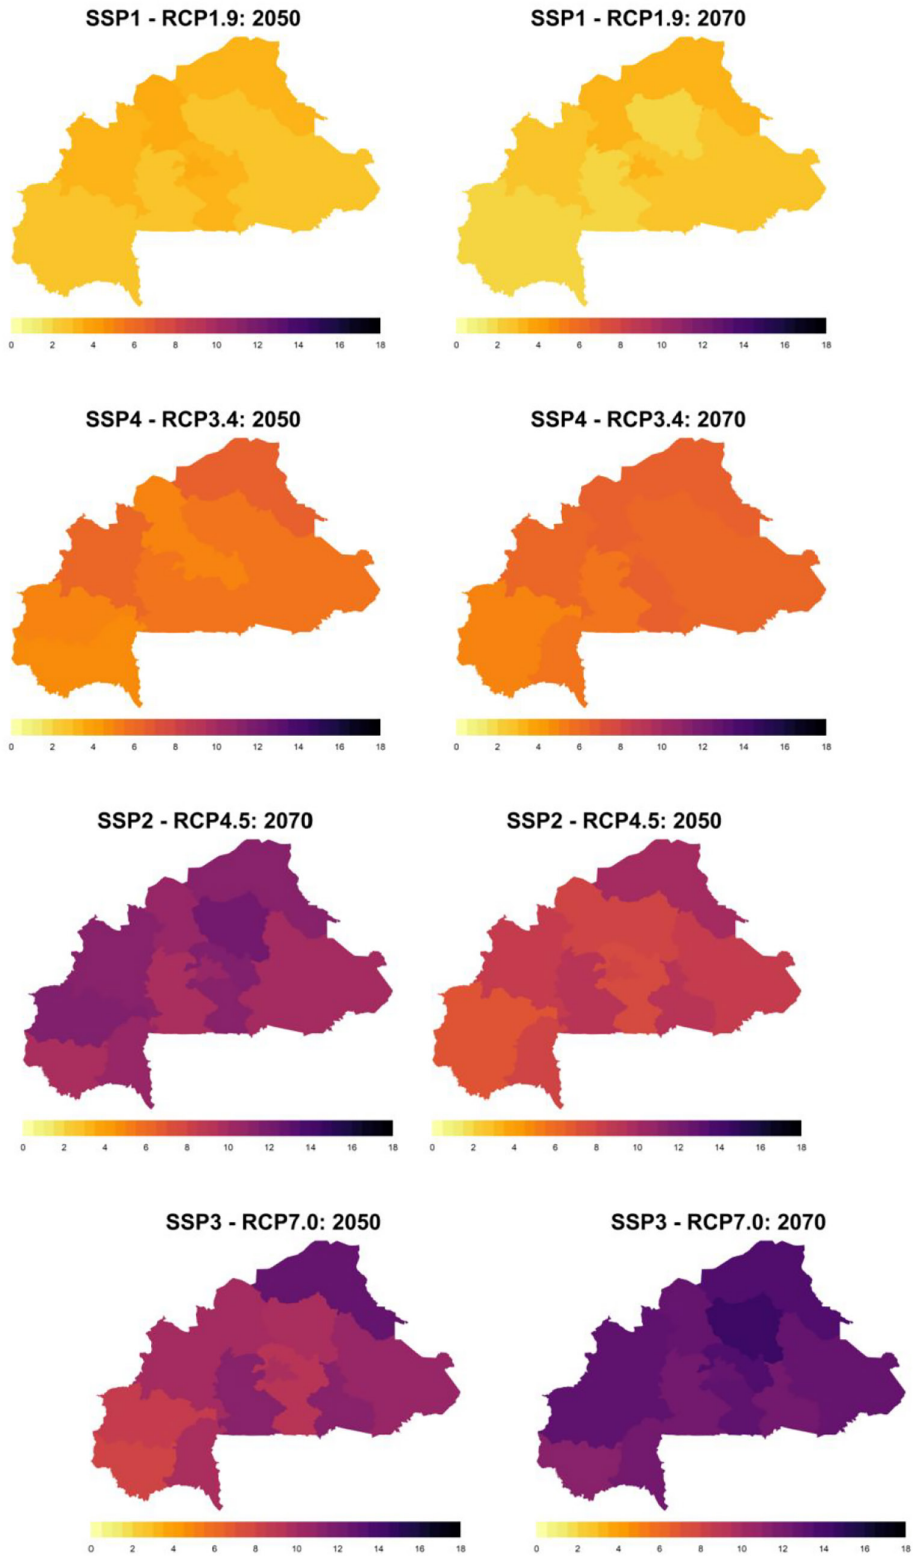 SSP1 - RCP1.9: 2050
SSP1 - RCP1.9: 2070
0 2 4 6 8 10 12 14 16 18
0 2 4 6 8 10 12 14 16 18
SSP4 - RCP3.4: 2050
SSP4 - RCP3.4: 2070
0 2 4 6 8 10 12 14 16 18
0 2 4 6 8 10 12 14 16 18
SSP2 - RCP4.5: 2070
SSP2 - RCP4.5: 2050
0 2 4 6 8 10 12 14 16 18
0 2 4 6 8 10 12 14 16 18
SSP3 - RCP7.0: 2050
SSP3 - RCP7.0: 2070
0 2 4 6 8 10 12 14 16 18
0 2 4 6 8 10 12 14 16 18